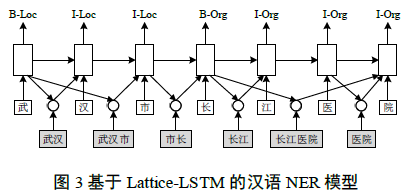 B-Loc I-Loc I-Loc B-Org I-Org I-Org I-Org
武 汉 市 长 江 医 院
武汉 武汉市 市长 长江 长江医院 医院
图 3 基于 Lattice-LSTM 的汉语 NER 模型